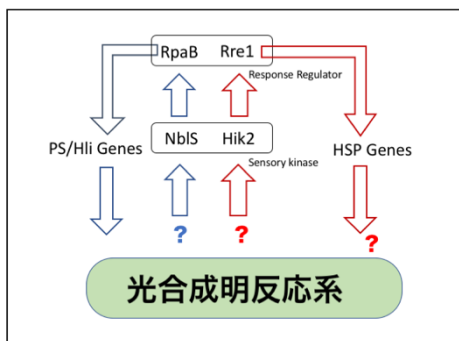 RpaB Rre1
Response Regulator
PS/Hli Genes
NblS Hik2
HSP Genes
Sensory kinase
? ? ?
光合成明反応系